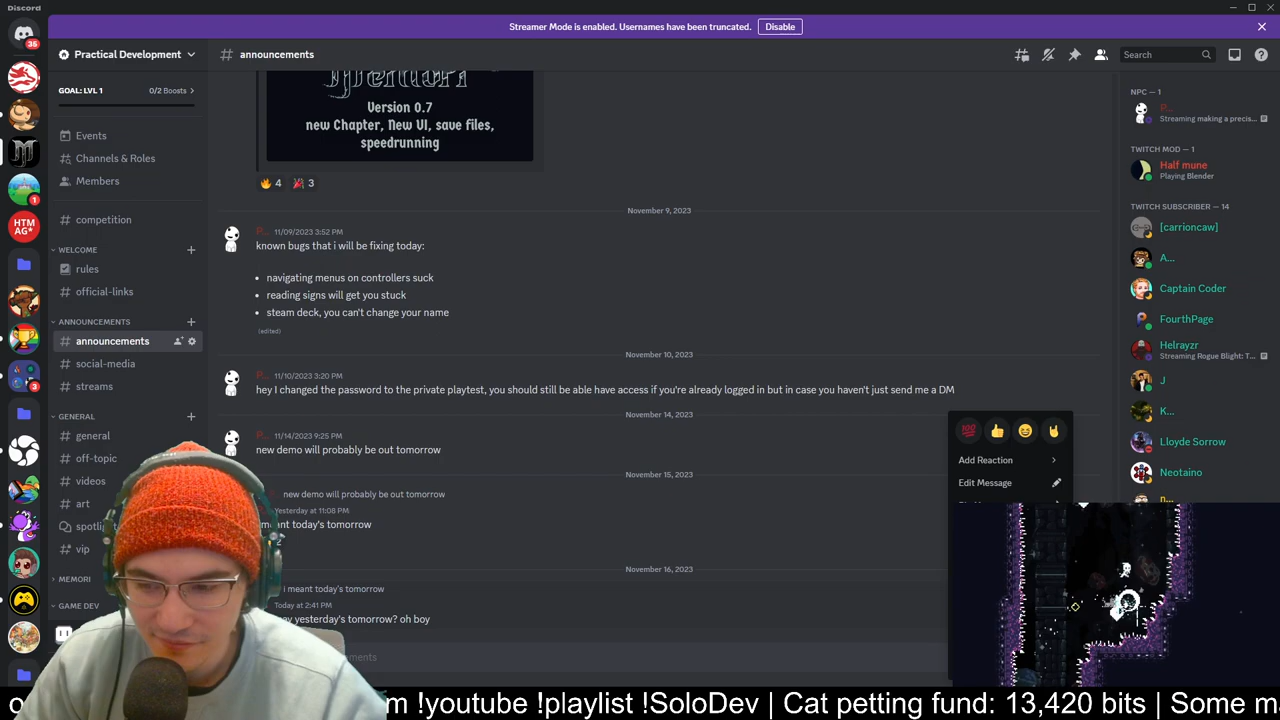 Discord
Streamer Mode is enabled. Usernames have been truncated.
Disable
35
Practical Development
announcements
Search
GOAL: LVL 1
0/2 Boosts
Events
Channels & Roles
Members
competition
WELCOME
rules
official-links
ANNOUNCEMENTS
announcements
social-media
streams
GENERAL
general
off-topic
videos
art
vip
MEMORI
GAME DEV
1
HTM
AG*
3
Version 0.7
new Chapter, New UI, save files,
speedrunning
4
3
November 9, 2023
P... 11/09/2023 3:52 PM
known bugs that i will be fixing today:
• navigating menus on controllers suck
• reading signs will get you stuck
• steam deck, you can't change your name
(edited)
November 10, 2023
P... 11/10/2023 3:20 PM
hey I changed the password to the private playtest, you should still be able have access if you're already logged in but in case you haven't just send me a DM
November 14, 2023
P... 11/14/2023 9:25 PM
new demo will probably be out tomorrow
November 15, 2023
new demo will probably be out tomorrow
Yesterday at 11:08 PM
meant today's tomorrow
2
November 16, 2023
i meant today's tomorrow
Today at 2:41 PM
yesterday's tomorrow? oh boy
100
Add Reaction
Edit Message
NPC — 1
P...
Streaming making a precis...
TWITCH MOD — 1
Half mune
Playing Blender
TWITCH SUBSCRIBER — 14
[carrioncaw]
A...
Captain Coder
FourthPage
Helrayzr
Streaming Rogue Blight: T...
J
K...
Lloyde Sorrow
Neotaino
!youtube !playlist !SoloDev | Cat petting fund: 13,420 bits | Some